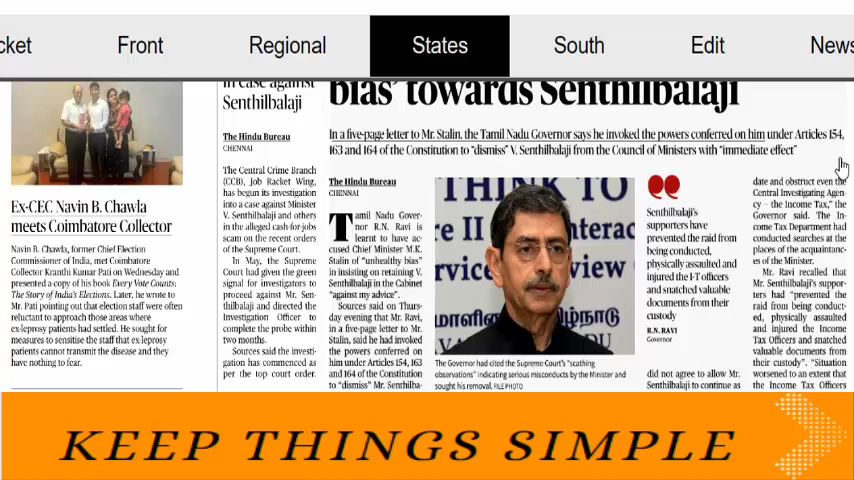 cket Front Regional States South Edit News
in case against
Senthilbalaji
The Hindu Bureau
CHENNAI
The Central Crime Branch
(CCB), Job Racket Wing,
has begun its investigation
into a case against Minister
V. Senthilbalaji and others
in the alleged cash-for-jobs
scam on the recent orders
of the Supreme Court.
In May, the Supreme
Court had given the green
signal for investigators to
proceed against Mr. Sen-
thilbalaji and directed the
Investigation Officer to
complete the probe within
two months.
Sources said the investi-
gation has commenced as
per the top court order.
Ex-CEC Navin B. Chawla
meets Coimbatore Collector
Navin B. Chawla, former Chief Election
Commissioner of India, met Coimbatore
Collector Kranthi Kumar Pati on Wednesday and
presented a copy of his book Every Vote Counts:
The Story of India's Elections. Later, he wrote to
Mr. Pati pointing out that election staff were often
reluctant to approach those areas where
ex-leprosy patients had settled. He sought for
measures to sensitise the staff that ex-leprosy
patients cannot transmit the disease and they
have nothing to fear.
bias' towards Senthilbalaji
In a five-page letter to Mr. Stalin, the Tamil Nadu Governor says he invoked the powers conferred on him under Articles 154,
163 and 164 of the Constitution to "dismiss" V. Senthilbalaji from the Council of Ministers with "immediate effect"
The Hindu Bureau
CHENNAI
Tamil Nadu Gover-
nor R.N. Ravi is
learnt to have ac-
cused Chief Minister M.K.
Stalin of "unhealthy bias"
in insisting on retaining V.
Senthilbalaji in the Cabinet
"against my advice".
Sources said on Thurs-
day evening that Mr. Ravi,
in a five-page letter to Mr.
Stalin, said he had invoked
the powers conferred on
him under Articles 154, 163
and 164 of the Constitution
to "dismiss" Mr. Senthilba-
THINK TO
re II interac
rvice view
மாளிகை தமிழ்நாடு
AVAN NADU
The Governor had cited the Supreme Court's "scathing
observations" indicating serious misconducts by the Minister and
sought his removal. FILE PHOTO
Senthilbalaji's
supporters have
prevented the raid from
being conducted,
physically assaulted and
injured the I-T officers
and snatched valuable
documents from their
custody
R.N. RAVI
Governor
did not agree to allow Mr.
Senthilbalaji to continue as
date and obstruct even the
Central Investigating Agen-
cy – the Income Tax," the
Governor said. The In-
come Tax Department had
conducted searches at the
places of the acquaintanc-
es of the Minister.
Mr. Ravi recalled that
Mr. Senthilbalaji's suppor-
ters had "prevented the
raid from being conduct-
ed, physically assaulted
and injured the Income
Tax Officers and snatched
valuable documents from
their custody". "Situation
worsened to an extent that
the Income Tax Officers
KEEP THINGS SIMPLE